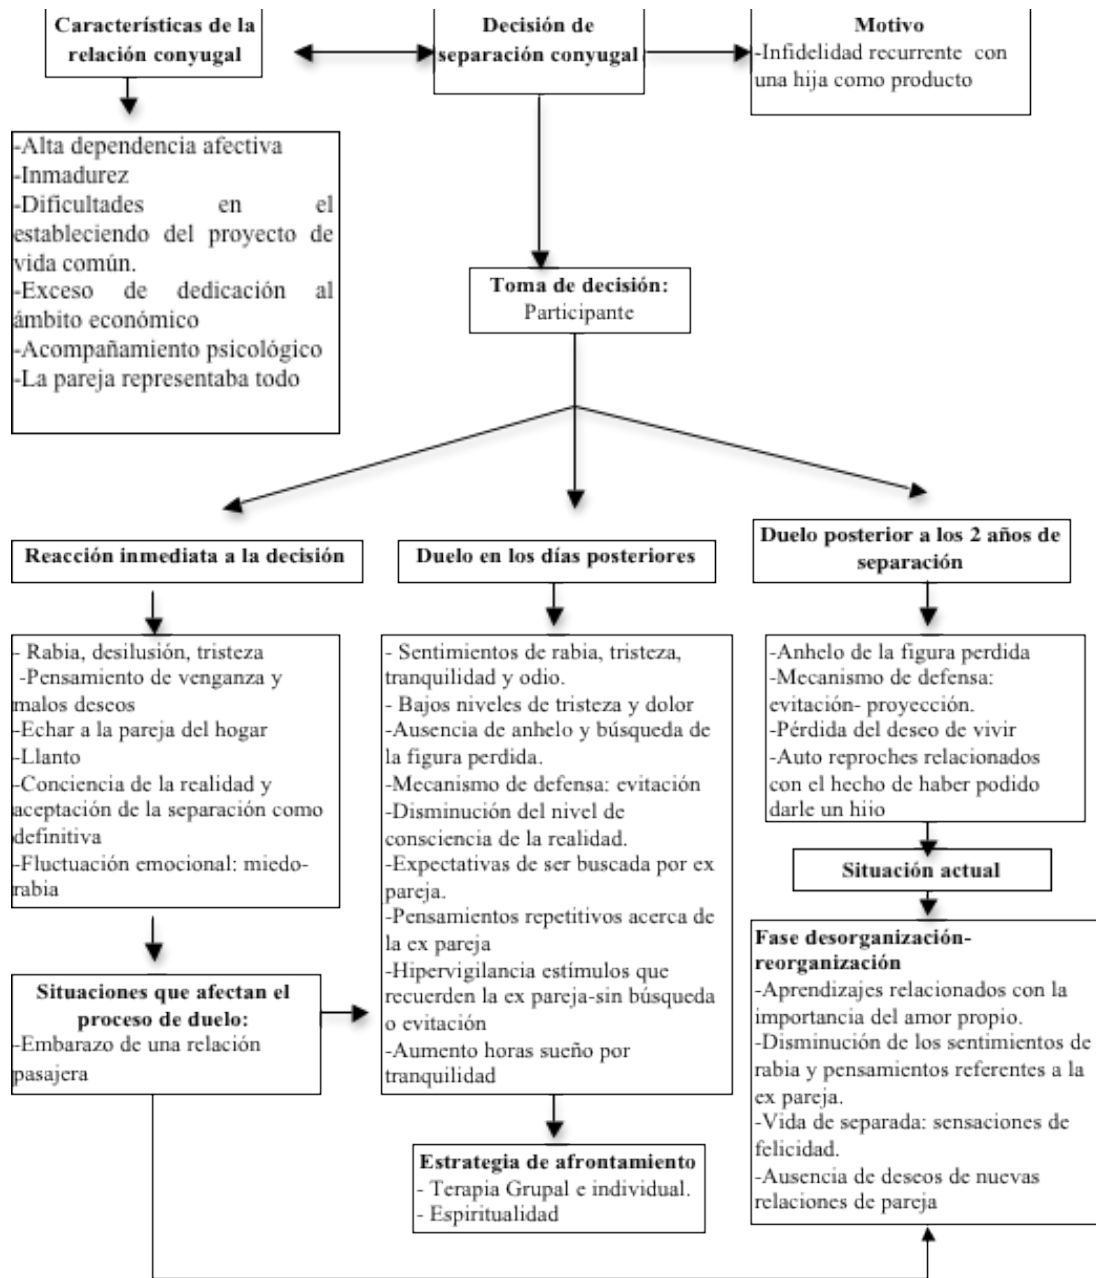 Características de la
relación conyugal
Decisión de
separación conyugal
Motivo
-Infidelidad recurrente con
una hija como producto
-Alta dependencia afectiva
-Inmadurez
-Dificultades en el
estableciendo del proyecto de
vida común.
-Exceso de dedicación al
ámbito económico
-Acompañamiento psicológico
-La pareja representaba todo
Toma de decisión:
Participante
Reacción inmediata a la decisión
- Rabia, desilusión, tristeza
-Pensamiento de venganza y
malos deseos
-Echar a la pareja del hogar
-Llanto
-Conciencia de la realidad y
aceptación de la separación como
definitiva
-Fluctuación emocional: miedo-
rabia
Situaciones que afectan el
proceso de duelo:
-Embarazo de una relación
pasajera
Duelo en los días posteriores
- Sentimientos de rabia, tristeza,
tranquilidad y odio.
- Bajos niveles de tristeza y dolor
-Ausencia de anhelo y búsqueda de
la figura perdida.
-Mecanismo de defensa: evitación
-Disminución del nivel de
consciencia de la realidad.
-Expectativas de ser buscada por ex
pareja.
-Pensamientos repetitivos acerca de
la ex pareja
-Hipervigilancia estímulos que
recuerden la ex pareja-sin búsqueda
o evitación
-Aumento horas sueño por
tranquilidad
Estrategia de afrontamiento
- Terapia Grupal e individual.
- Espiritualidad
Duelo posterior a los 2 años de
separación
-Anhelo de la figura perdida
-Mecanismo de defensa:
evitación- proyección.
-Pérdida del deseo de vivir
-Auto reproches relacionados
con el hecho de haber podido
darle un hijo
Situación actual
Fase desorganización-
reorganización
-Aprendizajes relacionados con la
importancia del amor propio.
-Disminución de los sentimientos de
rabia y pensamientos referentes a la
ex pareja.
-Vida de separada: sensaciones de
felicidad.
-Ausencia de deseos de nuevas
relaciones de pareja